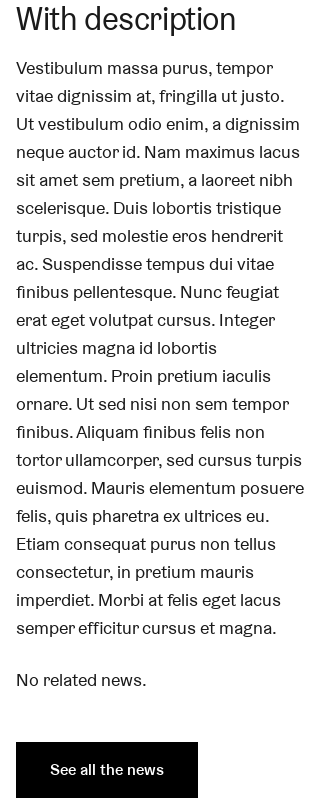 With description
Vestibulum massa purus, tempor
vitae dignissim at, fringilla ut justo.
Ut vestibulum odio enim, a dignissim
neque auctor id. Nam maximus lacus
sit amet sem pretium, a laoreet nibh
scelerisque. Duis lobortis tristique
turpis, sed molestie eros hendrerit
ac. Suspendisse tempus dui vitae
finibus pellentesque. Nunc feugiat
erat eget volutpat cursus. Integer
ultricies magna id lobortis
elementum. Proin pretium iaculis
ornare. Ut sed nisi non sem tempor
finibus. Aliquam finibus felis non
tortor ullamcorper, sed cursus turpis
euismod. Mauris elementum posuere
felis, quis pharetra ex ultrices eu.
Etiam consequat purus non tellus
consectetur, in pretium mauris
imperdiet. Morbi at felis eget lacus
semper efficitur cursus et magna.
No related news.
See all the news